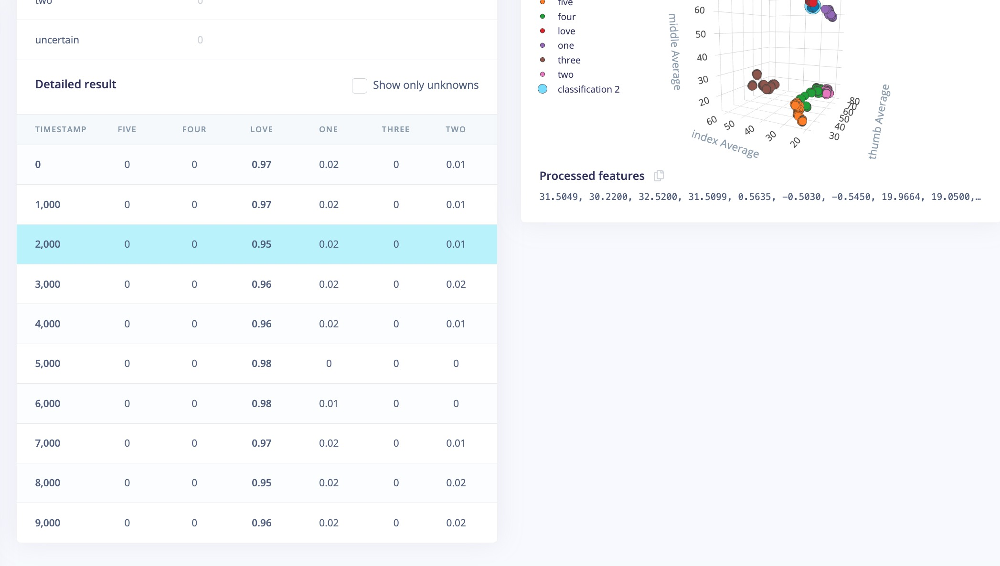 two 0
uncertain 0
Detailed result Show only unknowns
TIMESTAMP FIVE FOUR LOVE ONE THREE TWO
0 0 0 0.97 0.02 0 0.01
1,000 0 0 0.97 0.02 0 0.01
2,000 0 0 0.95 0.02 0 0.01
3,000 0 0 0.96 0.02 0 0.02
4,000 0 0 0.96 0.02 0 0.01
5,000 0 0 0.98 0 0 0
6,000 0 0 0.98 0.01 0 0
7,000 0 0 0.97 0.02 0 0.01
8,000 0 0 0.95 0.02 0 0.02
9,000 0 0 0.96 0.02 0 0.02
five
four
love
one
three
two
classification 2
middle Average
60
50
40
30
20
60 50 40 30 20
index Average
80
70
60
50
40
30
thumb Average
Processed features
31.5049, 30.2200, 32.5200, 31.5099, 0.5635, -0.5030, -0.5450, 19.9664, 19.0500,…